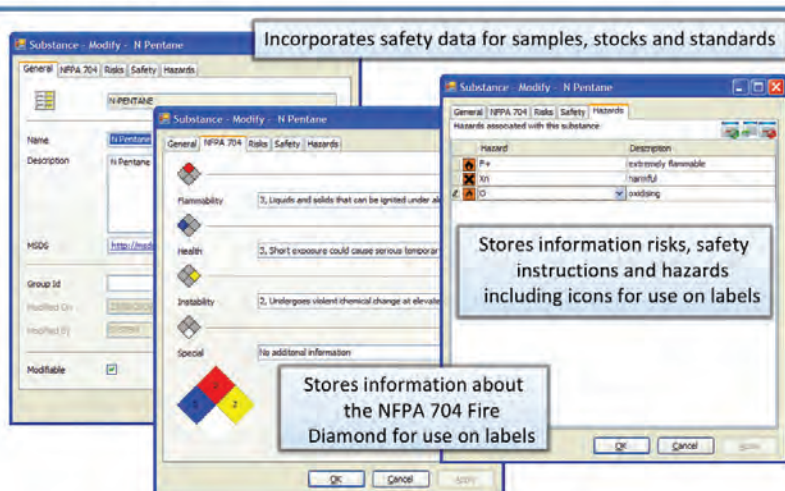 Incorporates safety data for samples, stocks and standards
Substance - Modify - N Pentane
General NFPA 704 Risks Safety Hazards
N-PENTANE
Name
N Pentane
Description
N Pentane
MSDS
Group Id
Modified On
Modified By
SYSTEM
Modifiable
Substance - Modify - N Pentane
General NFPA 704 Risks Safety Hazards
Flammability
3, Liquids and solids that can be ignited under
Health
3, Short exposure could cause serious temporar
Instability
2, Undergoes violent chemical change at elevate
Special
No additional information
2
OK Cancel Apply
Stores information about
the NFPA 704 Fire
Diamond for use on labels
Substance - Modify - N Pentane
General NFPA 704 Risks Safety Hazards
Hazards associated with this substance
Hazard Description
F+ extremely flammable
Xn harmful
O oxidising
Stores information risks, safety
instructions and hazards
including icons for use on labels
OK Cancel Apply